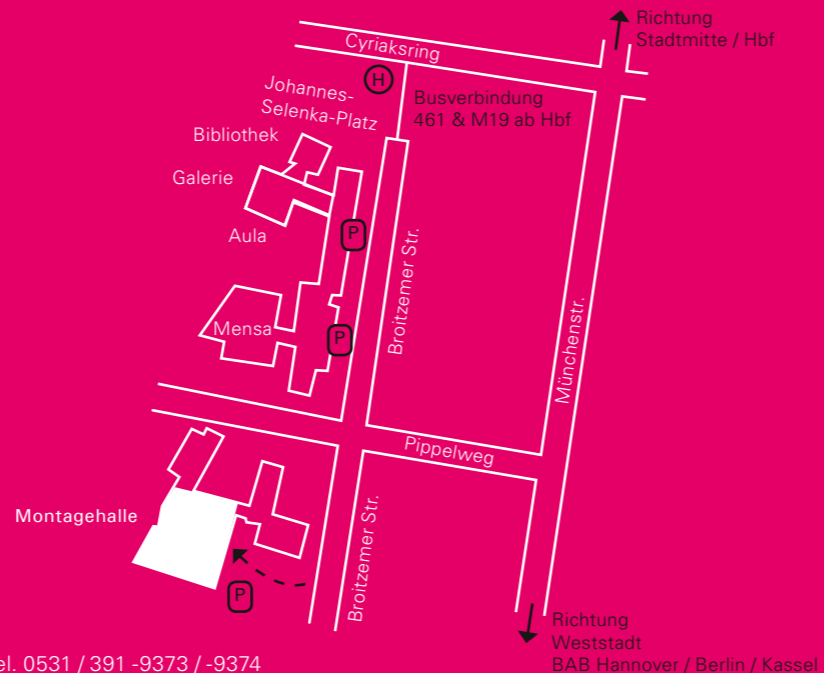 Richtung
Stadtmitte / Hbf
Cyriaksring
H
Johannes-
Selenka-Platz
Busverbindung
461 & M19 ab Hbf
Bibliothek
Galerie
Aula
P
Broitzemer Str.
Mensa
P
Münchenstr.
Pippelweg
Montagehalle
Broitzemer Str.
P
Richtung
Weststadt
BAB Hannover / Berlin / Kassel
el. 0531 / 391 -9373 / -9374